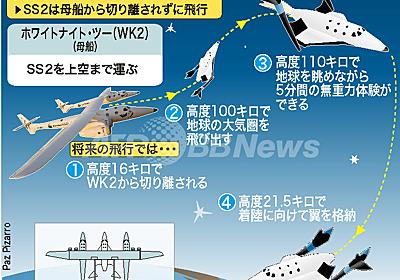 ▶SS2は母船から切り離されずに飛行
ホワイトナイト・ツー(WK2)
(母船)
SS2を上空まで運ぶ
③ 高度110キロで
地球を眺めながら
5分間の無重力体験が
できる
② 高度100キロで
地球の大気圏を
飛び出す
BBNews
将来の飛行では・・・
① 高度16キロで
WK2から切り離される
④ 高度21.5キロで
着陸に向けて翼を格納
Paz Pizarro